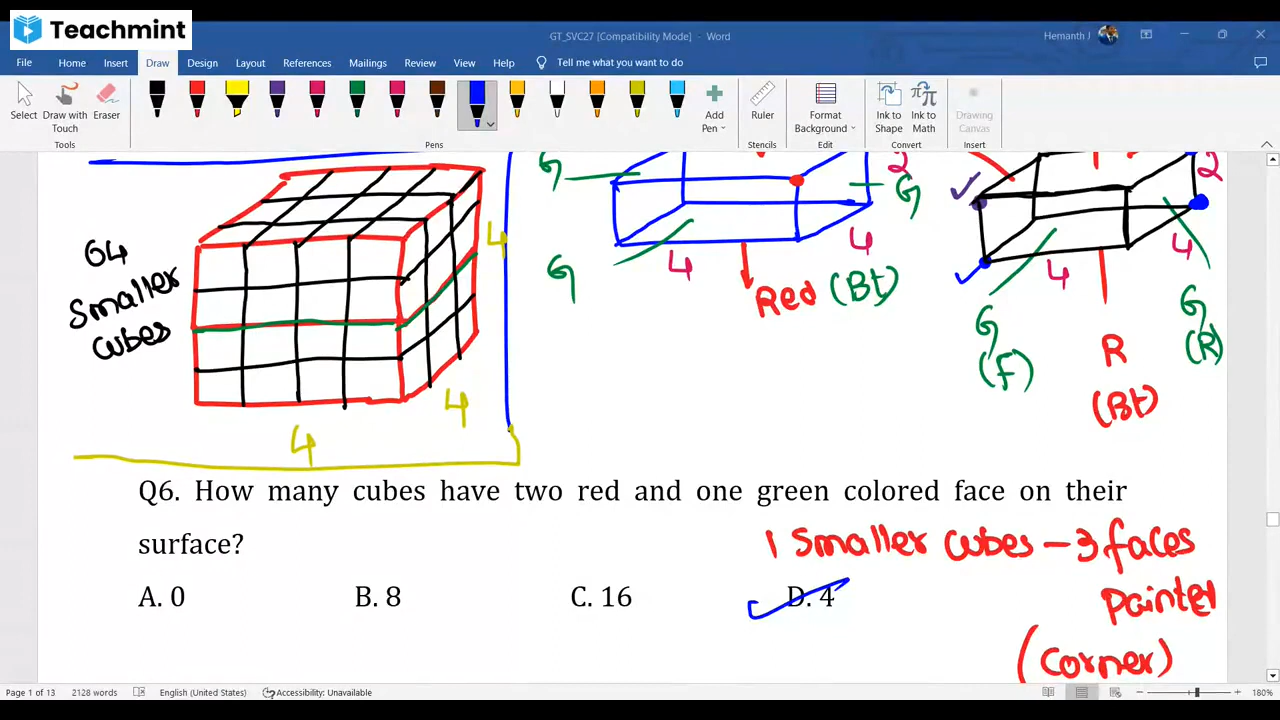 Teachmint
GT_SVC27 [Compatibility Mode] - Word
Hemanth J
File Home Insert Draw Design Layout References Mailings Review View Help Tell me what you want to do
Select
Draw with Touch
Eraser
Add Pen
Ruler
Format Background
Ink to Shape
Ink to Math
Drawing Canvas
Tools
Pens
Stencils
Edit
Convert
Insert
64
Smaller
cubes
4
4
4
G
G
G
4
4
Red (Bt)
2
2
4
4
G
(F)
R
(Bt)
G
(R)
Q6. How many cubes have two red and one green colored face on their
surface?
1 Smaller cubes - 3 faces
painted
(corner)
A. 0 B. 8 C. 16 D. 4
Page 1 of 13 2128 words English (United States) Accessibility: Unavailable 180%